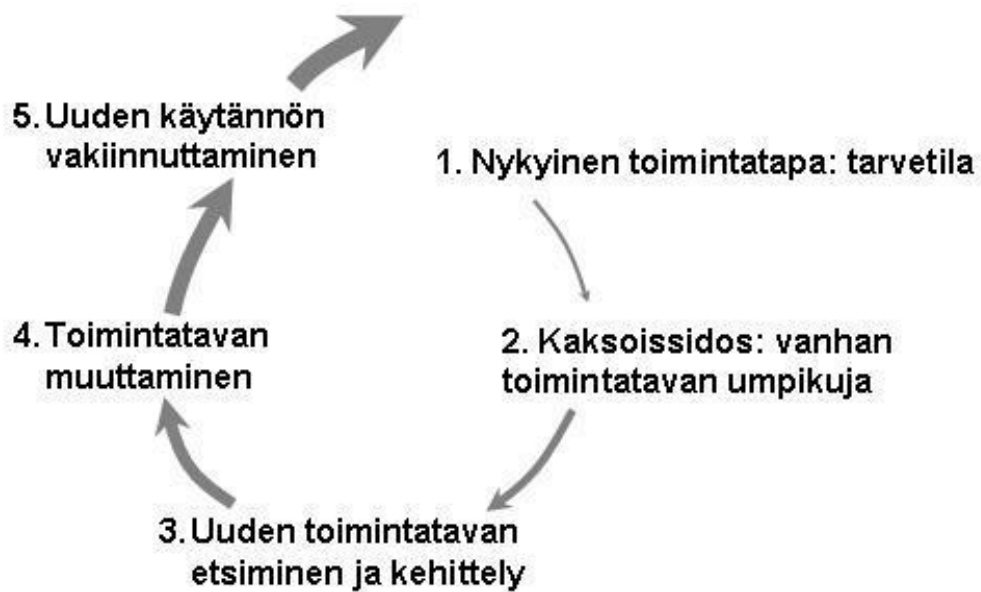 1. Nykyinen toimintatapa: tarvetila
2. Kaksoissidos: vanhan
toimintatavan umpikuja
3. Uuden toimintatavan
etsiminen ja kehittely
4. Toimintatavan
muuttaminen
5. Uuden käytännön
vakiinnuttaminen